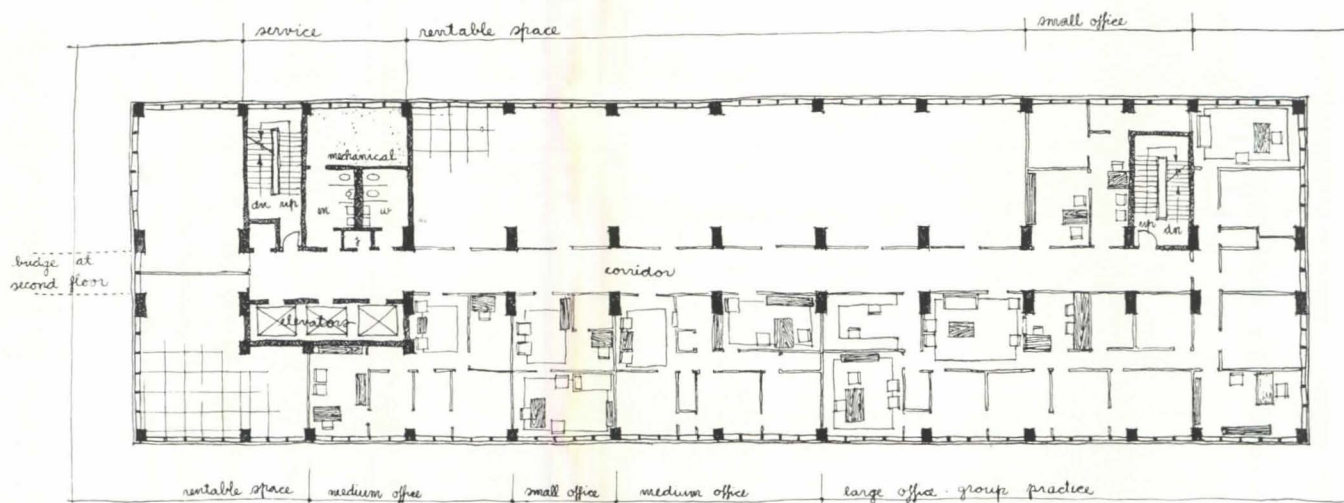 service
rentable space
small office
mechanical
dn up
m
w
up dn
bridge at
second floor
corridor
elevators
rentable space
medium office
small office
medium office
large office - group practice